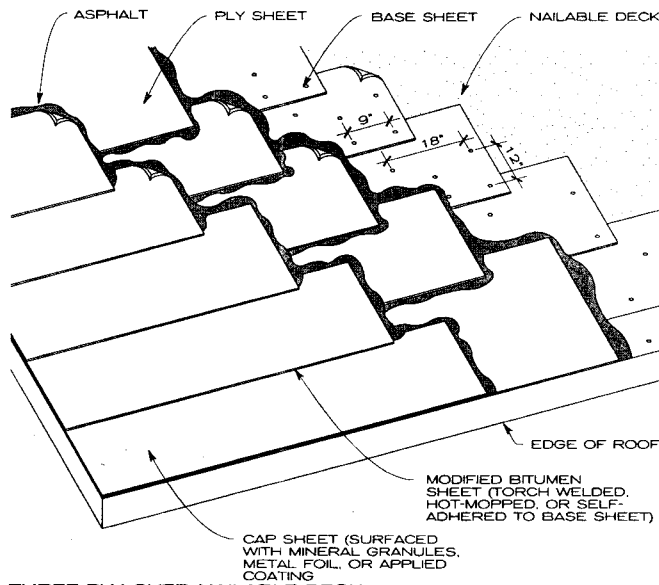 ASPHALT
PLY SHEET
BASE SHEET
NAILABLE DECK
9"
18"
12"
EDGE OF ROOF
MODIFIED BITUMEN
SHEET (TORCH WELDED,
HOT-MOPPED, OR SELF-
ADHERED TO BASE SHEET)
CAP SHEET (SURFACED
WITH MINERAL GRANULES,
METAL FOIL, OR APPLIED
COATING